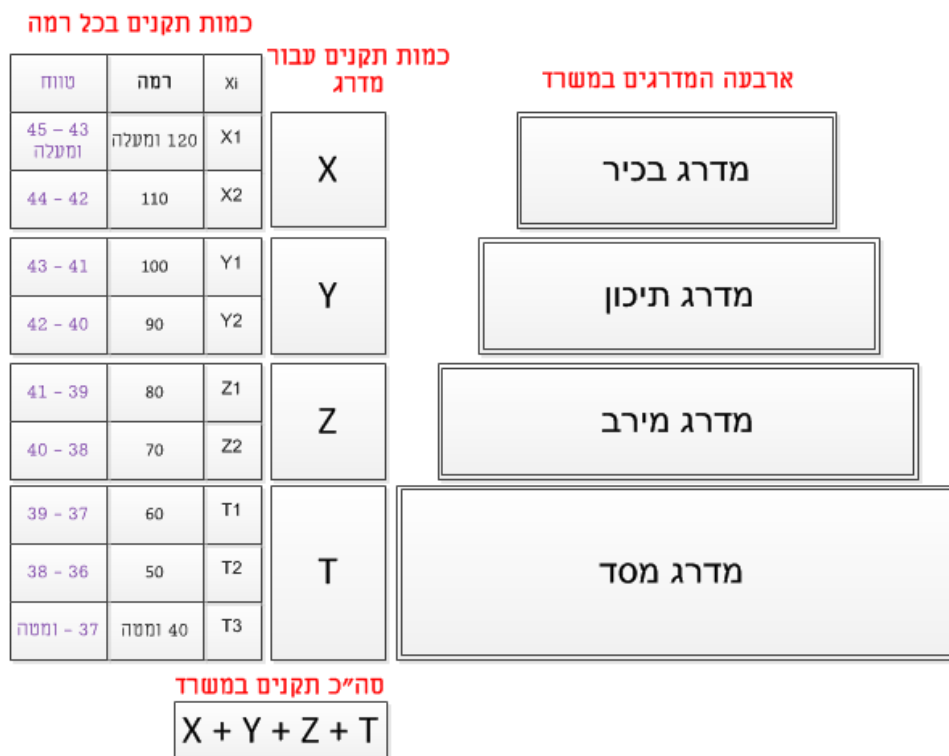 כמות תקנים בכל רמה
כמות תקנים עבור
מדרג
ארבעה המדרגים במשרד
Xi רמה טווח
X1 120 ומעלה 43 – 45
ומעלה
X2 110 42 - 44
X
מדרג בכיר
Y1 100 41 - 43
Y2 90 40 - 42
Y
מדרג תיכון
Z1 80 39 - 41
Z2 70 38 - 40
Z
מדרג מירב
T1 60 37 - 39
T2 50 36 - 38
T3 40 ומטה 37 - ומטה
T
מדרג מסד
סה״כ תקנים במשרד
X + Y + Z + T